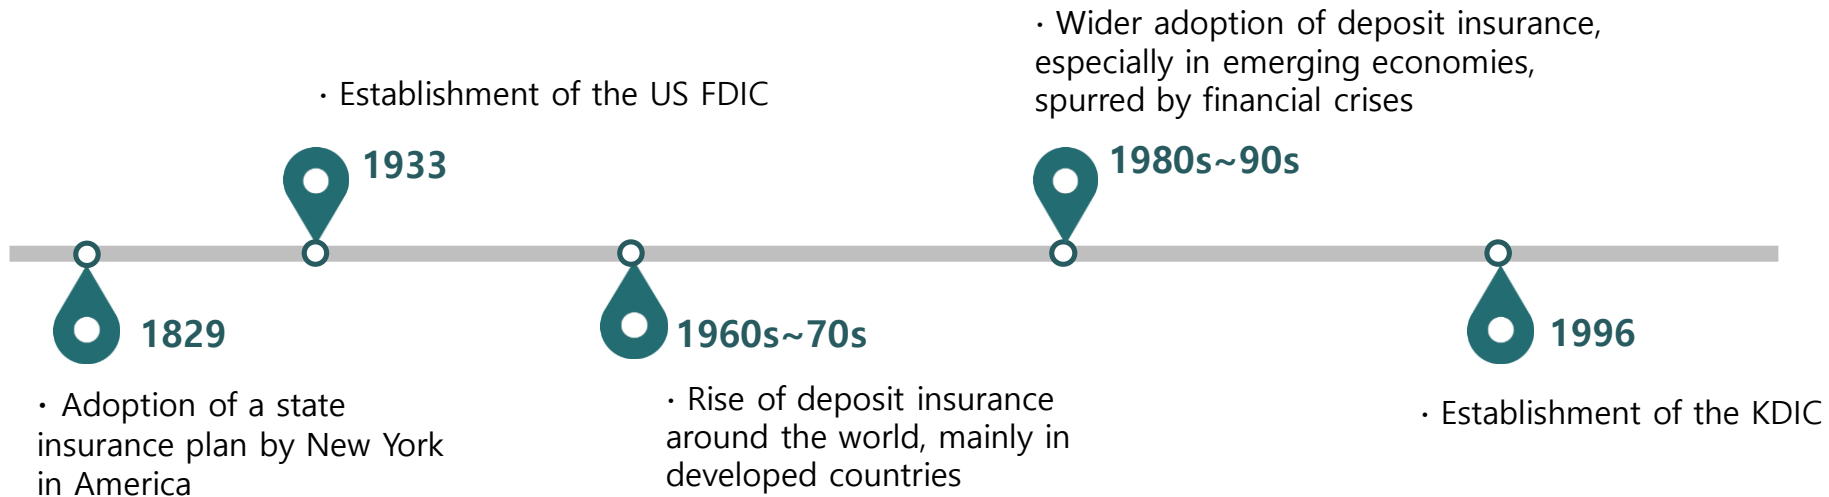 1829
· Adoption of a state
insurance plan by New York
in America
· Establishment of the US FDIC
1933
1960s~70s
· Rise of deposit insurance
around the world, mainly in
developed countries
· Wider adoption of deposit insurance,
especially in emerging economies,
spurred by financial crises
1980s~90s
1996
· Establishment of the KDIC